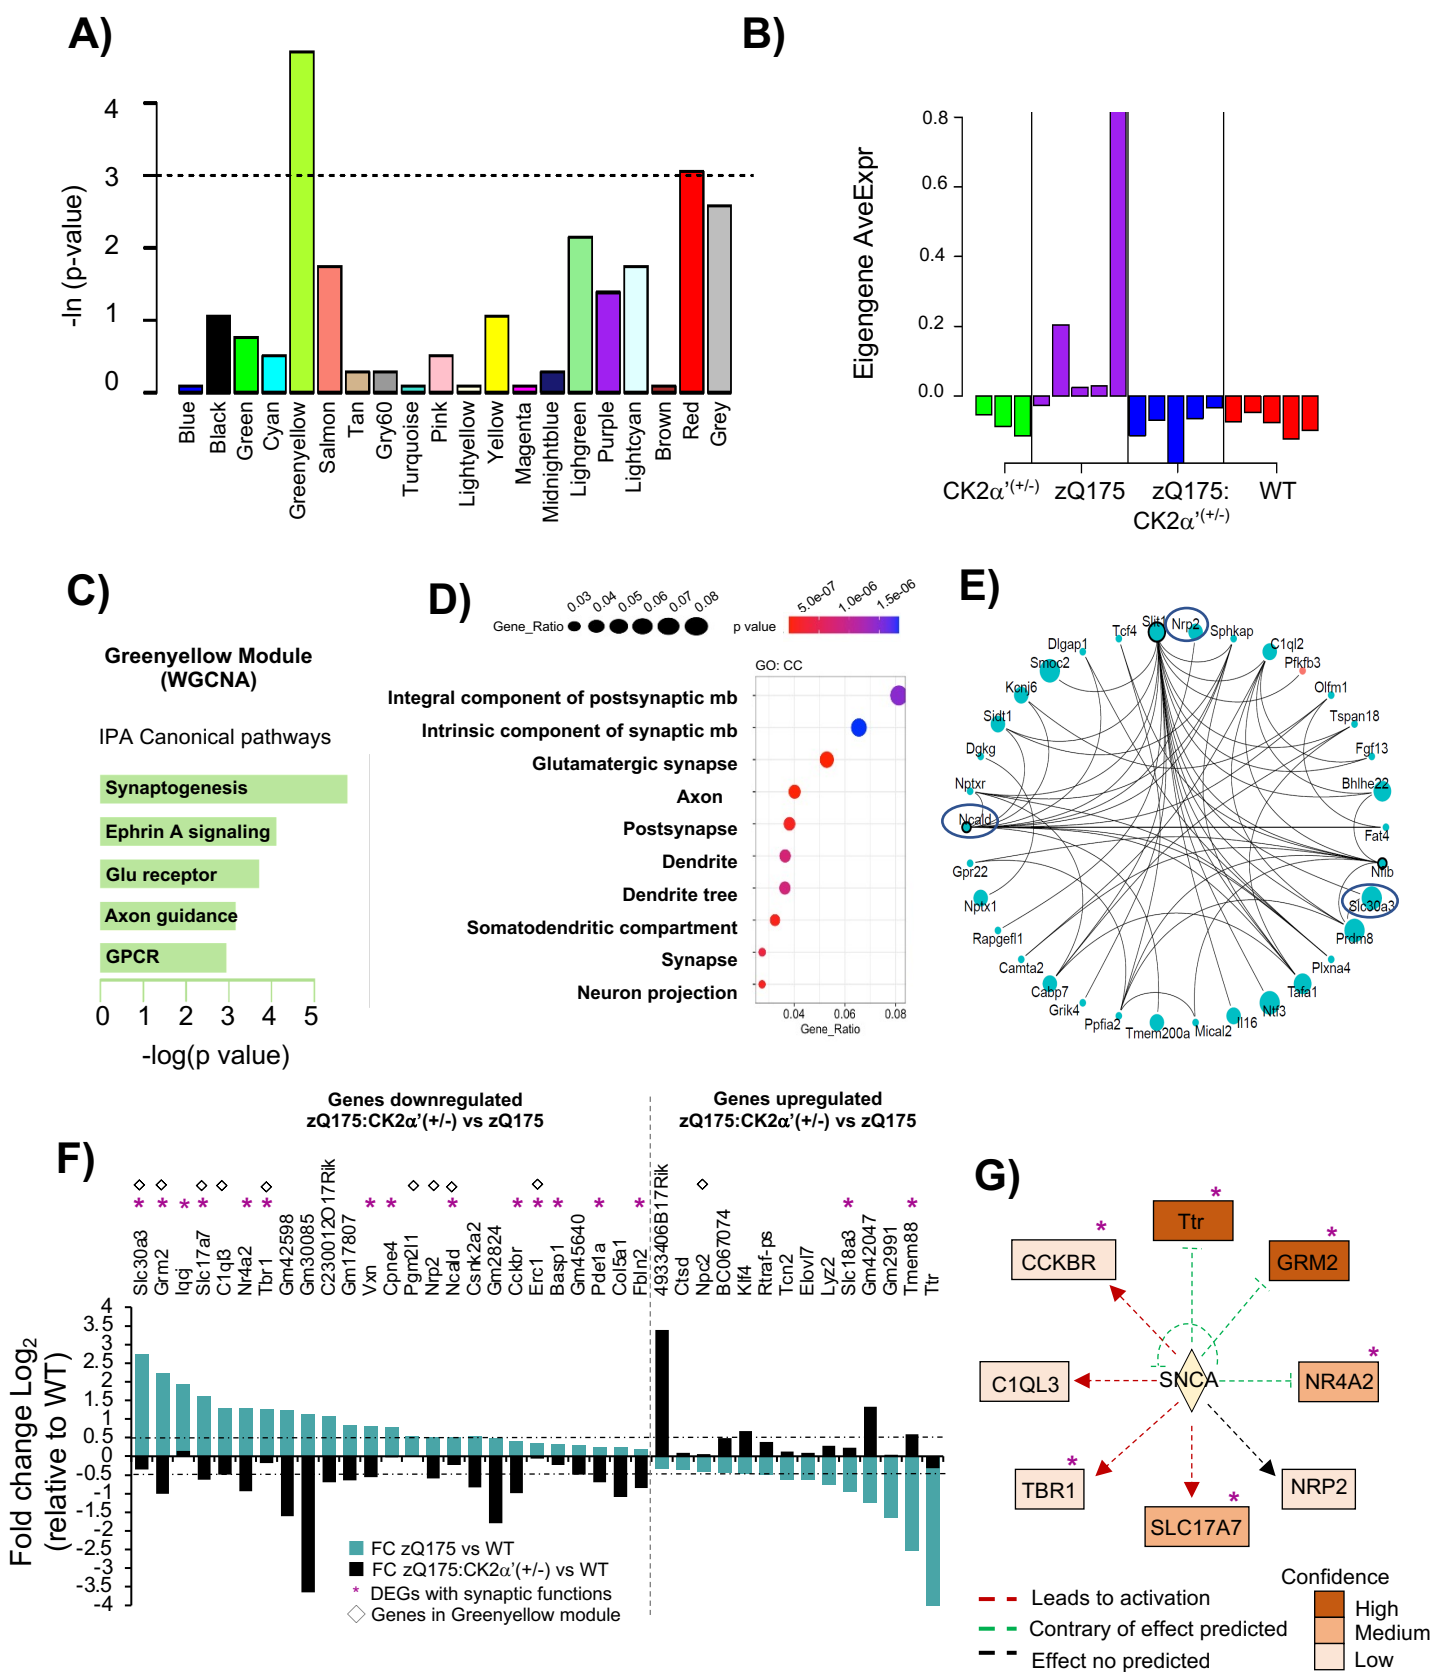 A)
-ln (p-value)
4
3
2
1
0
Blue
Black
Green
Cyan
Greenyellow
Salmon
Tan
Gry60
Turquoise
Pink
Lightyellow
Yellow
Magenta
Midnightblue
Lighgreen
Purple
Lightcyan
Brown
Red
Grey
B)
Eigengene AveExpr
0.8
0.6
0.4
0.2
0.0
CK2α'(+/-)
zQ175
zQ175:
CK2α'(+/-)
WT
C)
Greenyellow Module
(WGCNA)
IPA Canonical pathways
Synaptogenesis
Ephrin A signaling
Glu receptor
Axon guidance
GPCR
0 1 2 3 4 5
-log(p value)
D)
Gene_Ratio
0.03 0.04 0.05 0.06 0.07 0.08
p value
5.0e-07 1.0e-06 1.5e-06
GO: CC
Integral component of postsynaptic mb
Intrinsic component of synaptic mb
Glutamatergic synapse
Axon
Postsynapse
Dendrite
Dendrite tree
Somatodendritic compartment
Synapse
Neuron projection
0.04 0.06 0.08
Gene_Ratio
E)
Slit1
Nrp2
Sphkap
C1ql2
Pfkfb3
Olfm1
Tspan18
Fgf13
Bhlhe22
Fat4
Nfib
Slc30a3
Prdm8
Plxna4
Tafa1
Ntf3
Il16
Mical2
Tmem200a
Ppfia2
Grik4
Cabp7
Camta2
Rapgefl1
Nptx1
Gpr22
Ncald
Nptxr
Dgkg
Sidt1
Kcnj6
Smoc2
Dlgap1
Tcf4
F)
Genes downregulated
zQ175:CK2α'(+/-) vs zQ175
Genes upregulated
zQ175:CK2α'(+/-) vs zQ175
Slc30a3
Grm2
Iqcj
Slc17a7
C1ql3
Nr4a2
Tbr1
Gm42598
Gm30085
C230012O17Rik
Gm17807
Vxn
Cpne4
Pgm2l1
Nrp2
Ncald
Csnk2a2
Gm2824
Cckbr
Erc1
Basp1
Gm45640
Pde1a
Col5a1
Fbln2
4933406B17Rik
Ctsd
Npc2
BC067074
Klf4
Rtraf-ps
Tcn2
Elovl7
Lyz2
Slc18a3
Gm42047
Gm2991
Tmem88
Ttr
Fold change Log2
(relative to WT)
4
3.5
3
2.5
2
1.5
1
0.5
0
-0.5
-1
-1.5
-2
-2.5
-3
-3.5
-4
FC zQ175 vs WT
FC zQ175:CK2α'(+/-) vs WT
* DEGs with synaptic functions
Genes in Greenyellow module
G)
Ttr
CCKBR
GRM2
C1QL3
SNCA
NR4A2
TBR1
NRP2
SLC17A7
Leads to activation
Contrary of effect predicted
Effect no predicted
Confidence
High
Medium
Low